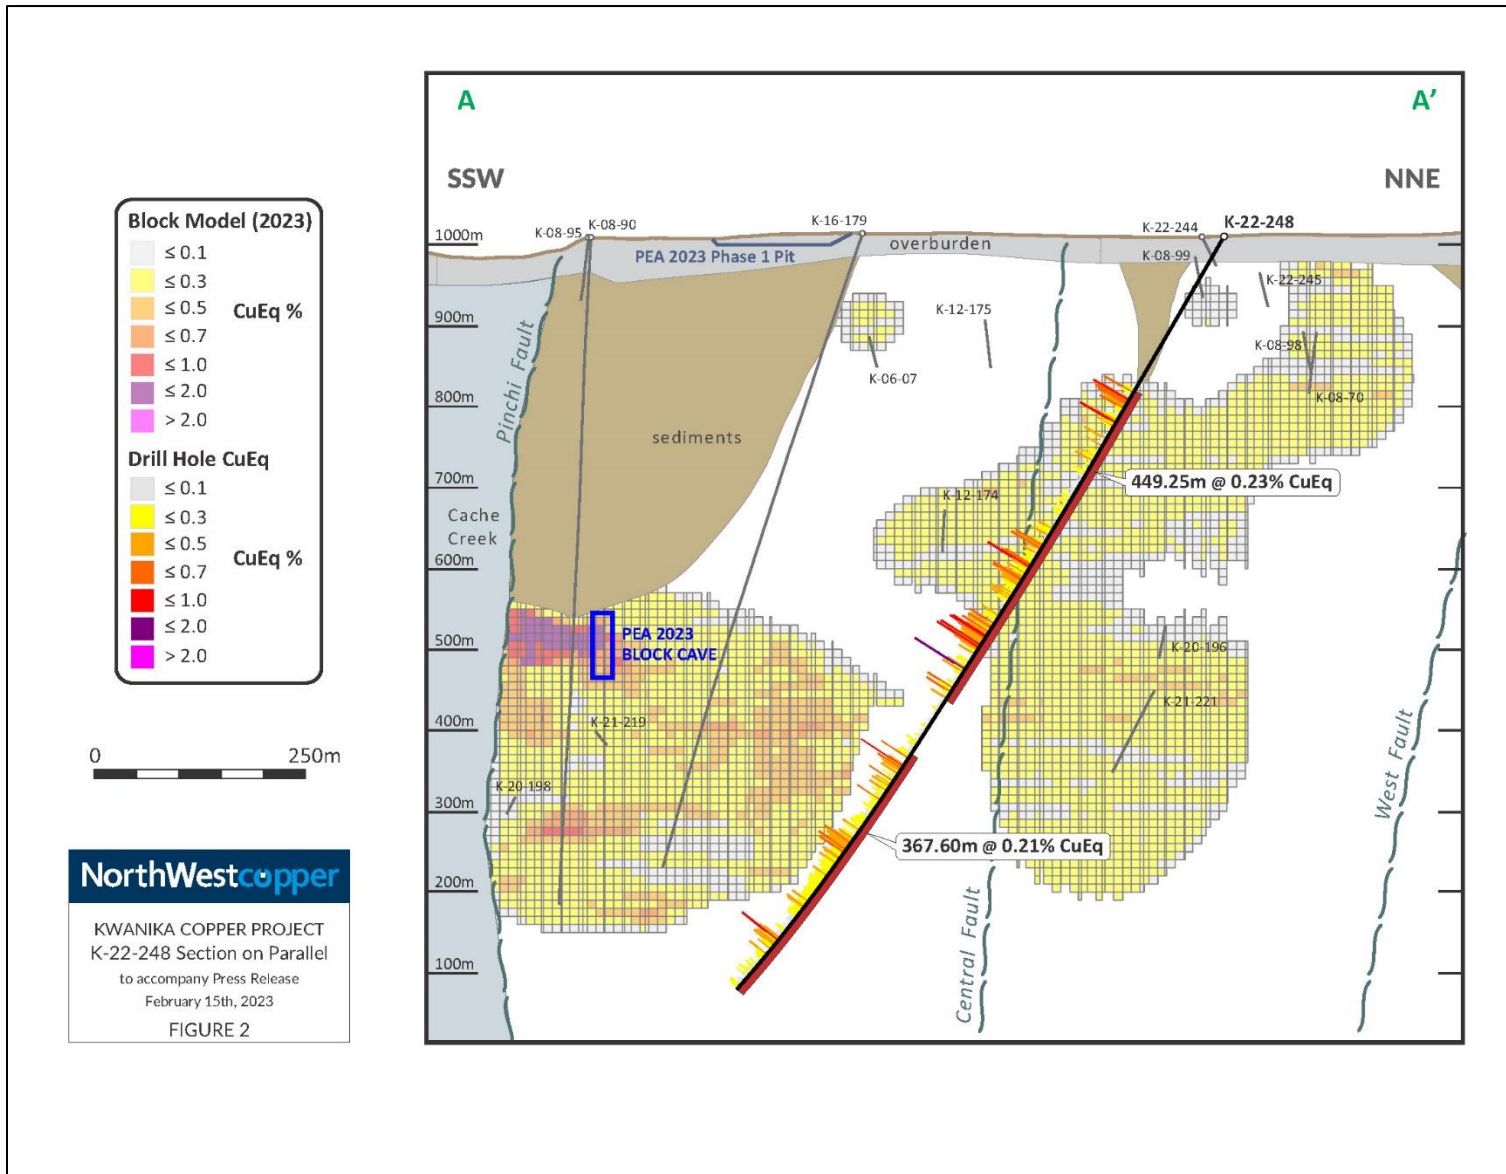 A
A’
SSW
NNE
Block Model (2023)
≤ 0.1
≤ 0.3
≤ 0.5
CuEq %
≤ 0.7
≤ 1.0
≤ 2.0
> 2.0
Drill Hole CuEq
≤ 0.1
≤ 0.3
≤ 0.5
CuEq %
≤ 0.7
≤ 1.0
≤ 2.0
> 2.0
0
250m
NorthWestcopper
KWANIKA COPPER PROJECT
K-22-248 Section on Parallel
to accompany Press Release
February 15th, 2023
FIGURE 2
1000m
900m
800m
700m
600m
500m
400m
300m
200m
100m
K-08-95
K-08-90
K-16-179
K-22-244
K-22-248
overburden
PEA 2023 Phase 1 Pit
K-08-99
K-22-245
K-12-175
K-08-98
K-06-07
K-08-70
Pinchi Fault
sediments
449.25m @ 0.23% CuEq
K-12-174
Cache
Creek
PEA 2023
BLOCK CAVE
K-20-196
K-21-219
K-21-221
K-20-198
367.60m @ 0.21% CuEq
Central Fault
West Fault